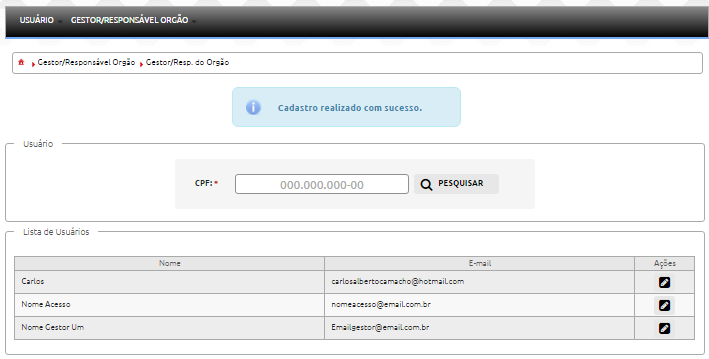 USUÁRIO GESTOR/RESPONSÁVEL ORGÃO
Gestor/Responsável Orgão Gestor/Resp. do Orgão
Cadastro realizado com sucesso.
Usuário
CPF:* 000.000.000-00 PESQUISAR
Lista de Usuários
Nome E-mail Ações
Carlos carlosalbertocamacho@hotmail.com
Nome Acesso nomeacesso@email.com.br
Nome Gestor Um Emailgestor@email.com.br